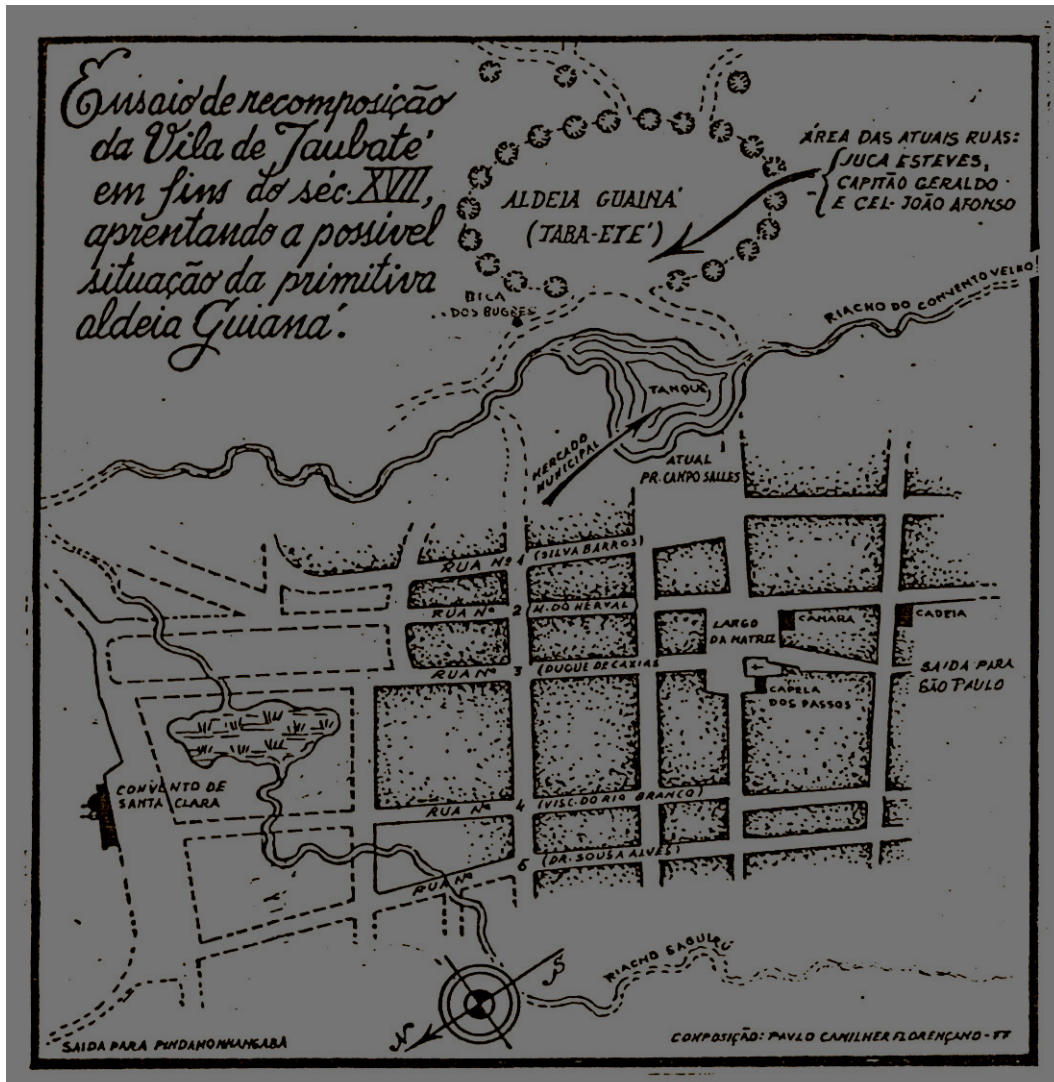 Ensaio de recomposição
da Vila de Taubaté
em fins do séc. XVII,
aprentando a possivel
situação da primitiva
aldeia Guianá.
ÁREA DAS ATUAIS RUAS:
JUCA ESTEVES,
CAPITÃO GERALDO
E CEL. JOÃO AFONSO
ALDEIA GUAINÁ
(TABA-ETÉ)
BICA
DOS BUGRES
RIACHO DO CONVENTO VELHO
TANQUE
MERCADO
MUNICIPAL
ATUAL
PR. CAMPO SALLES
RUA Nº 1 (SILVA BARROS)
RUA Nº 2 (M. DO HERVAL)
LARGO
DA MATRIZ
CÂMARA
CADEIA
RUA Nº 3 (DUQUE DE CAXIAS
SAIDA PARA
SÃO PAULO
CAPELA
DOS PASSOS
CONVENTO DE
SANTA CLARA
RUA Nº 4 (VISC. DO RIO BRANCO)
RUA Nº 5 (DR. SOUSA ALVES)
RIACHO SAGUIRÚ
S
N
SAIDA PARA PINDAMONHANGABA
COMPOSIÇÃO: PAULO CAMILHER FLORENÇANO - 77